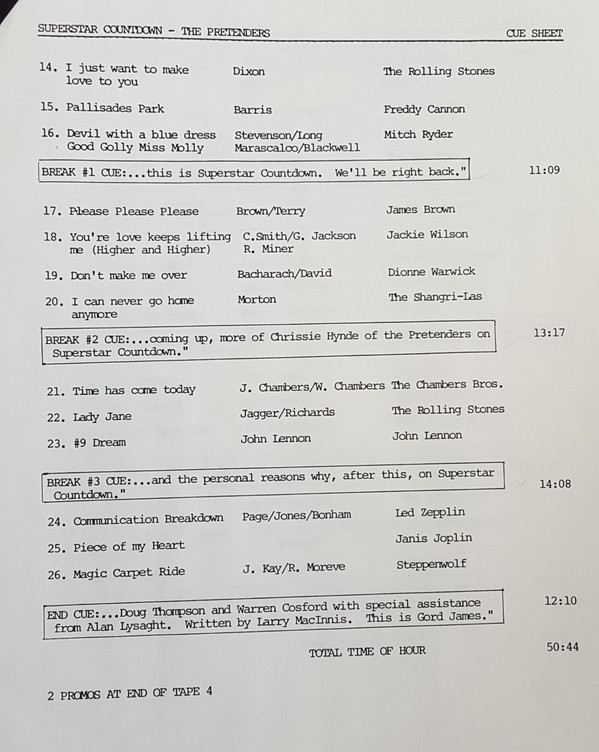 SUPERSTAR COUNTDOWN - THE PRETENDERS CUE SHEET
14. I just want to make Dixon The Rolling Stones
love to you
15. Pallisades Park Barris Freddy Cannon
16. Devil with a blue dress Stevenson/Long Mitch Ryder
Good Golly Miss Molly Marascaloo/Blackwell
BREAK #1 CUE:...this is Superstar Countdown. We'll be right back." 11:09
17. Please Please Please Brown/Terry James Brown
18. You're love keeps lifting C.Smith/G. Jackson Jackie Wilson
me (Higher and Higher) R. Miner
19. Don't make me over Bacharach/David Dionne Warwick
20. I can never go home Morton The Shangri-Las
anymore
BREAK #2 CUE:...coming up, more of Chrissie Hynde of the Pretenders on 13:17
Superstar Countdown."
21. Time has come today J. Chambers/W. Chambers The Chambers Bros.
22. Lady Jane Jagger/Richards The Rolling Stones
23. #9 Dream John Lennon John Lennon
BREAK #3 CUE:...and the personal reasons why, after this, on Superstar 14:08
Countdown."
24. Communication Breakdown Page/Jones/Bonham Led Zepplin
25. Piece of my Heart Janis Joplin
26. Magic Carpet Ride J. Kay/R. Moreve Steppenwolf
END CUE:...Doug Thompson and Warren Cosford with special assistance 12:10
from Alan Lysaght. Written by Larry MacInnis. This is Gord James."
TOTAL TIME OF HOUR 50:44
2 PROMOS AT END OF TAPE 4